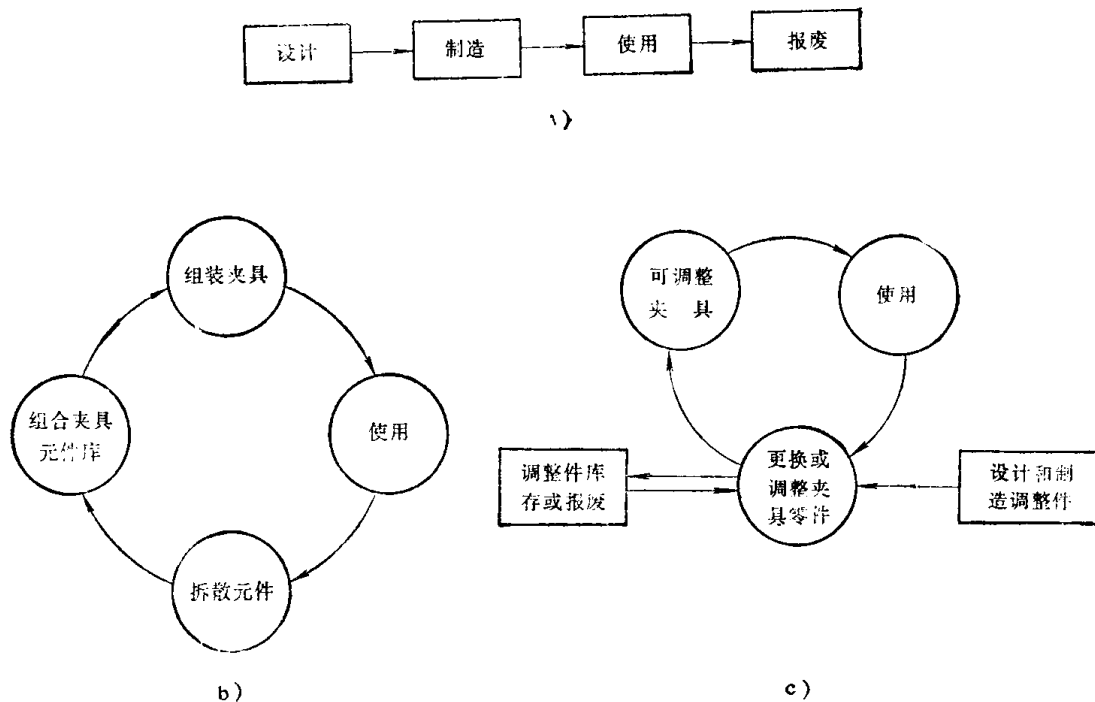 设计
制造
使用
报废
组装夹具
使用
拆散元件
组合夹具
元件库
b)
可调整
夹 具
使用
更换或
调整夹
具零件
调整件库
存或报废
设计和制
造调整件
c)